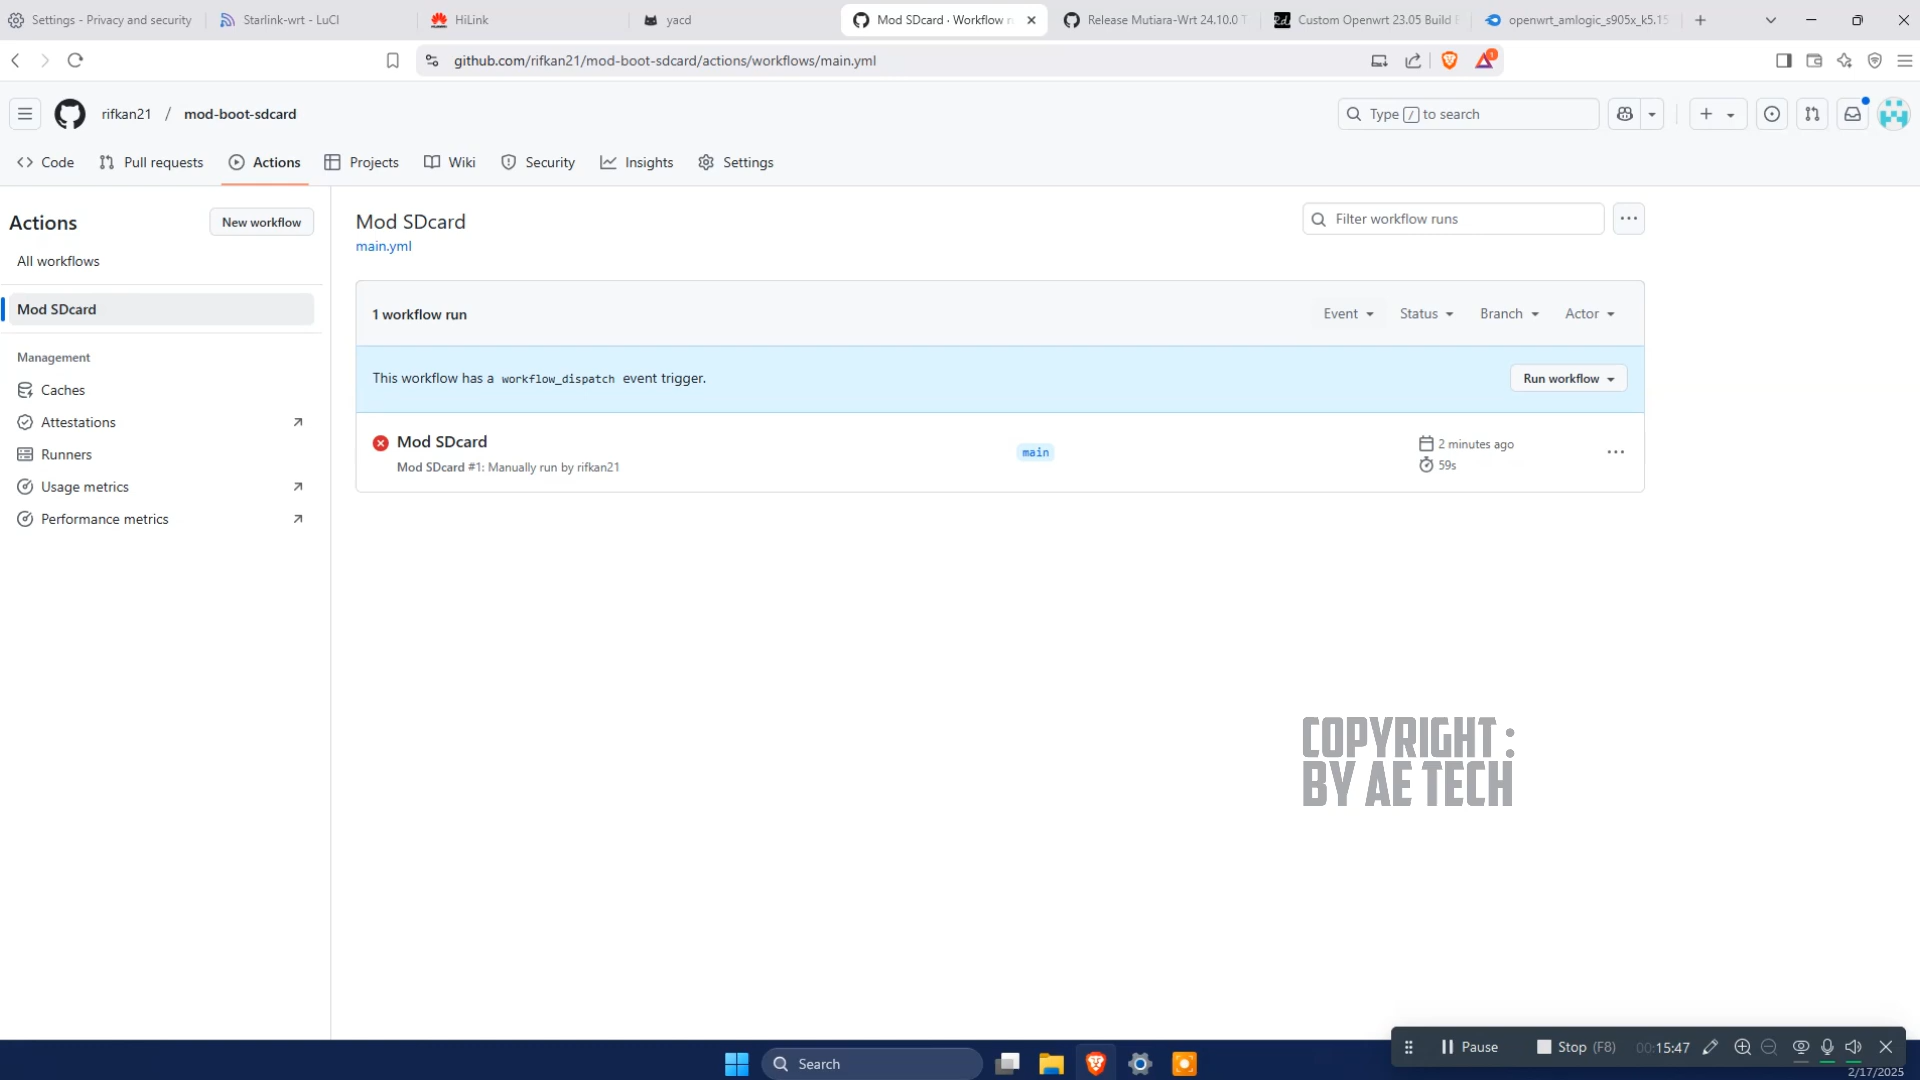 Settings - Privacy and security
Starlink-wrt - LuCI
HiLink
yacd
Mod SDcard · Workflow
Release Mutiara-Wrt 24.10.0
Custom Openwrt 23.05 Build
openwrt_amlogic_s905x_k5.15
github.com/rifkan21/mod-boot-sdcard/actions/workflows/main.yml
1
rifkan21 / mod-boot-sdcard
Type / to search
Code
Pull requests
Actions
Projects
Wiki
Security
Insights
Settings
Actions
New workflow
All workflows
Mod SDcard
Management
Caches
Attestations
Runners
Usage metrics
Performance metrics
Mod SDcard
main.yml
Filter workflow runs
1 workflow run
Event
Status
Branch
Actor
This workflow has a workflow_dispatch event trigger.
Run workflow
Mod SDcard
Mod SDcard #1: Manually run by rifkan21
main
2 minutes ago
59s
COPYRIGHT :
BY AE TECH
Search
Pause
Stop (F8)
00:15:47
2/17/2025